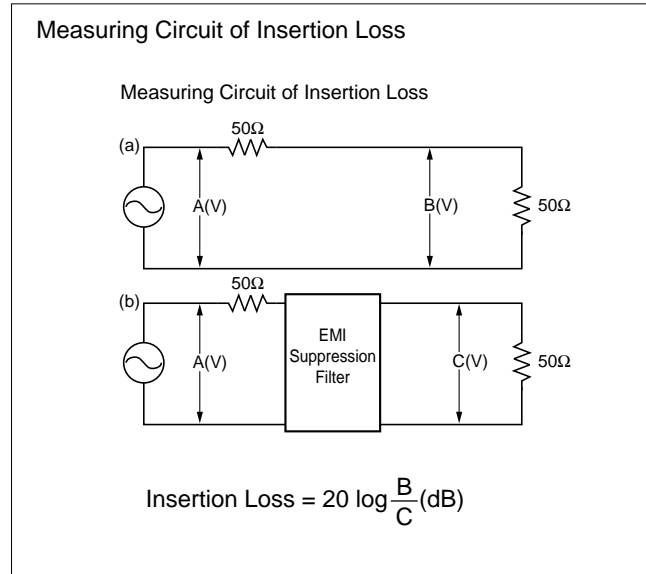 Measuring Circuit of Insertion Loss
Measuring Circuit of Insertion Loss
(a)
50Ω
A(V)
B(V)
50Ω
(b)
50Ω
A(V)
EMI
Suppression
Filter
C(V)
50Ω
Insertion Loss = 20 log B/C (dB)